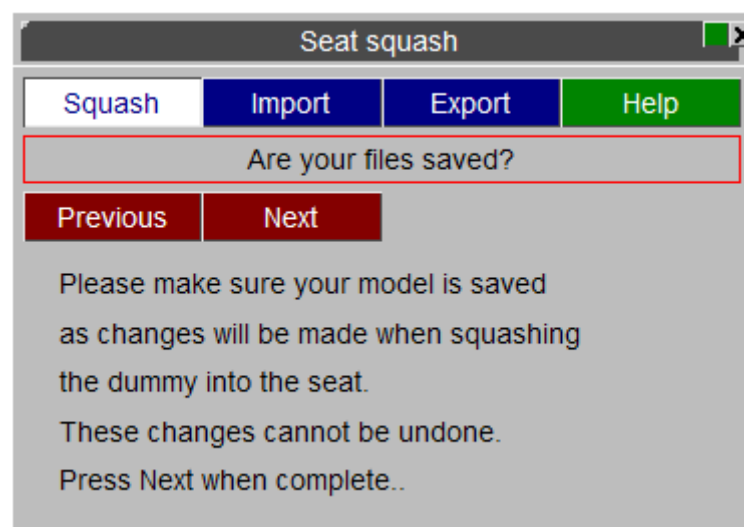 Seat squash
Squash Import Export Help
Are your files saved?
Previous Next
Please make sure your model is saved
as changes will be made when squashing
the dummy into the seat.
These changes cannot be undone.
Press Next when complete..